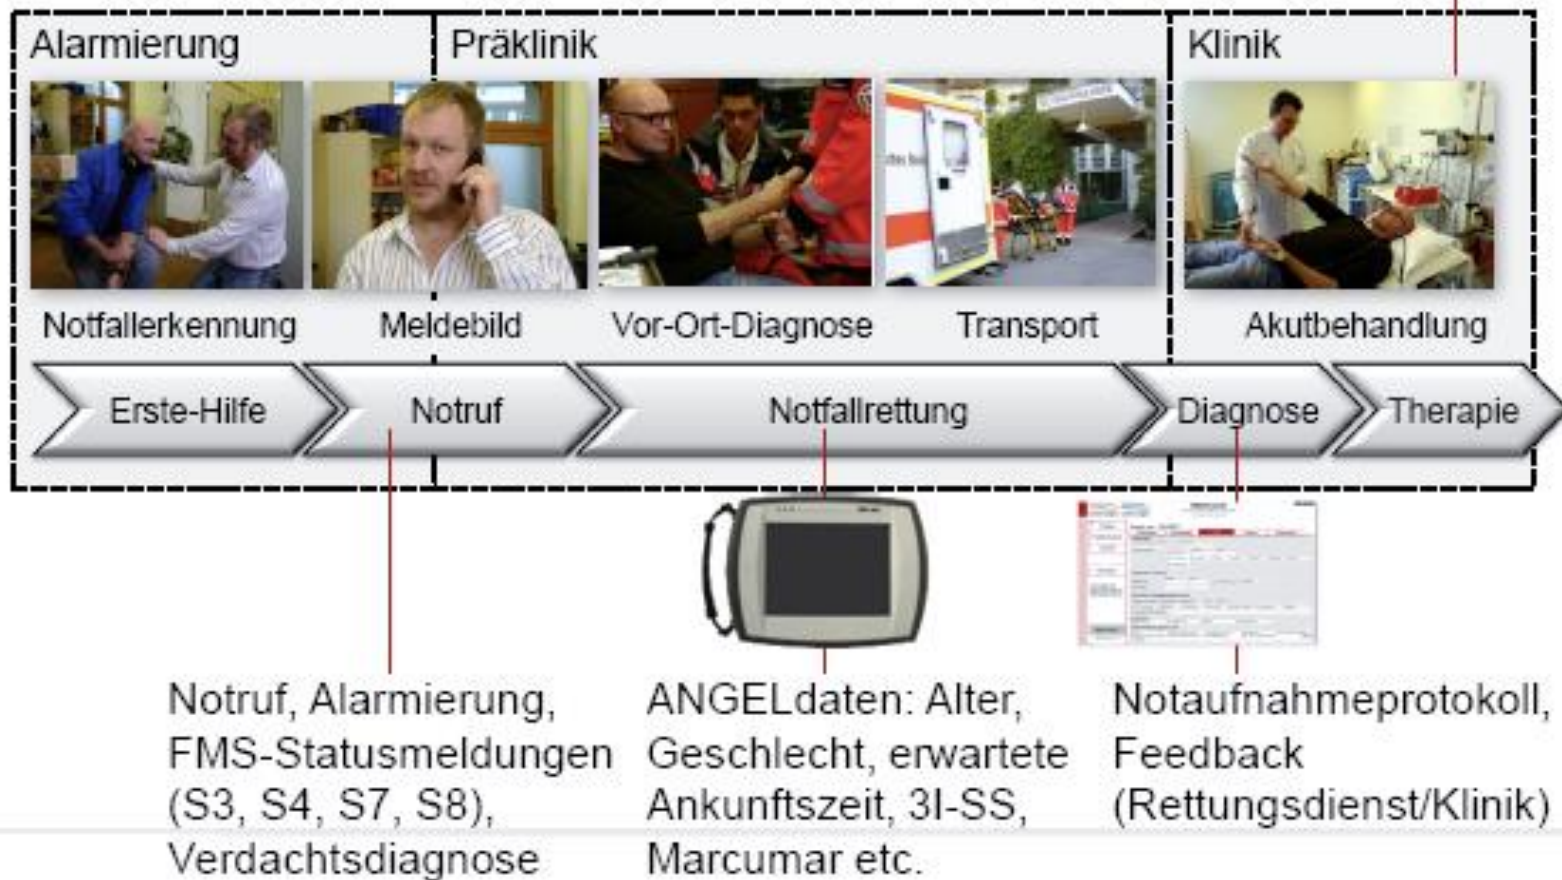 Alarmierung
Präklinik
Klinik
Notfallerkennung
Meldebild
Vor-Ort-Diagnose
Transport
Akutbehandlung
Erste-Hilfe
Notruf
Notfallrettung
Diagnose
Therapie
Notruf, Alarmierung,
FMS-Statusmeldungen
(S3, S4, S7, S8),
Verdachtsdiagnose
ANGELdaten: Alter,
Geschlecht, erwartete
Ankunftszeit, 3I-SS,
Marcumar etc.
Notaufnahmeprotokoll,
Feedback
(Rettungsdienst/Klinik)